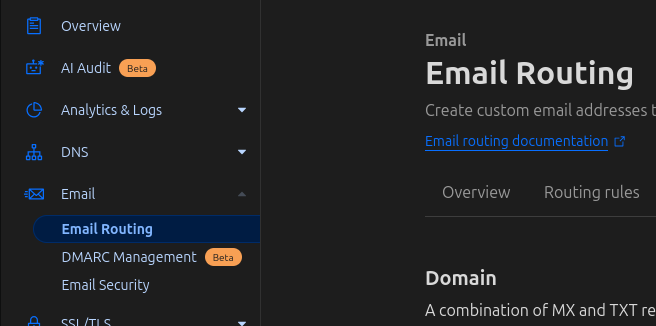 Overview
AI Audit Beta
Analytics & Logs
DNS
Email
Email Routing
DMARC Management Beta
Email Security
SSL/TLS
Email
Email Routing
Create custom email addresses t
Email routing documentation
Overview Routing rules
Domain
A combination of MX and TXT re